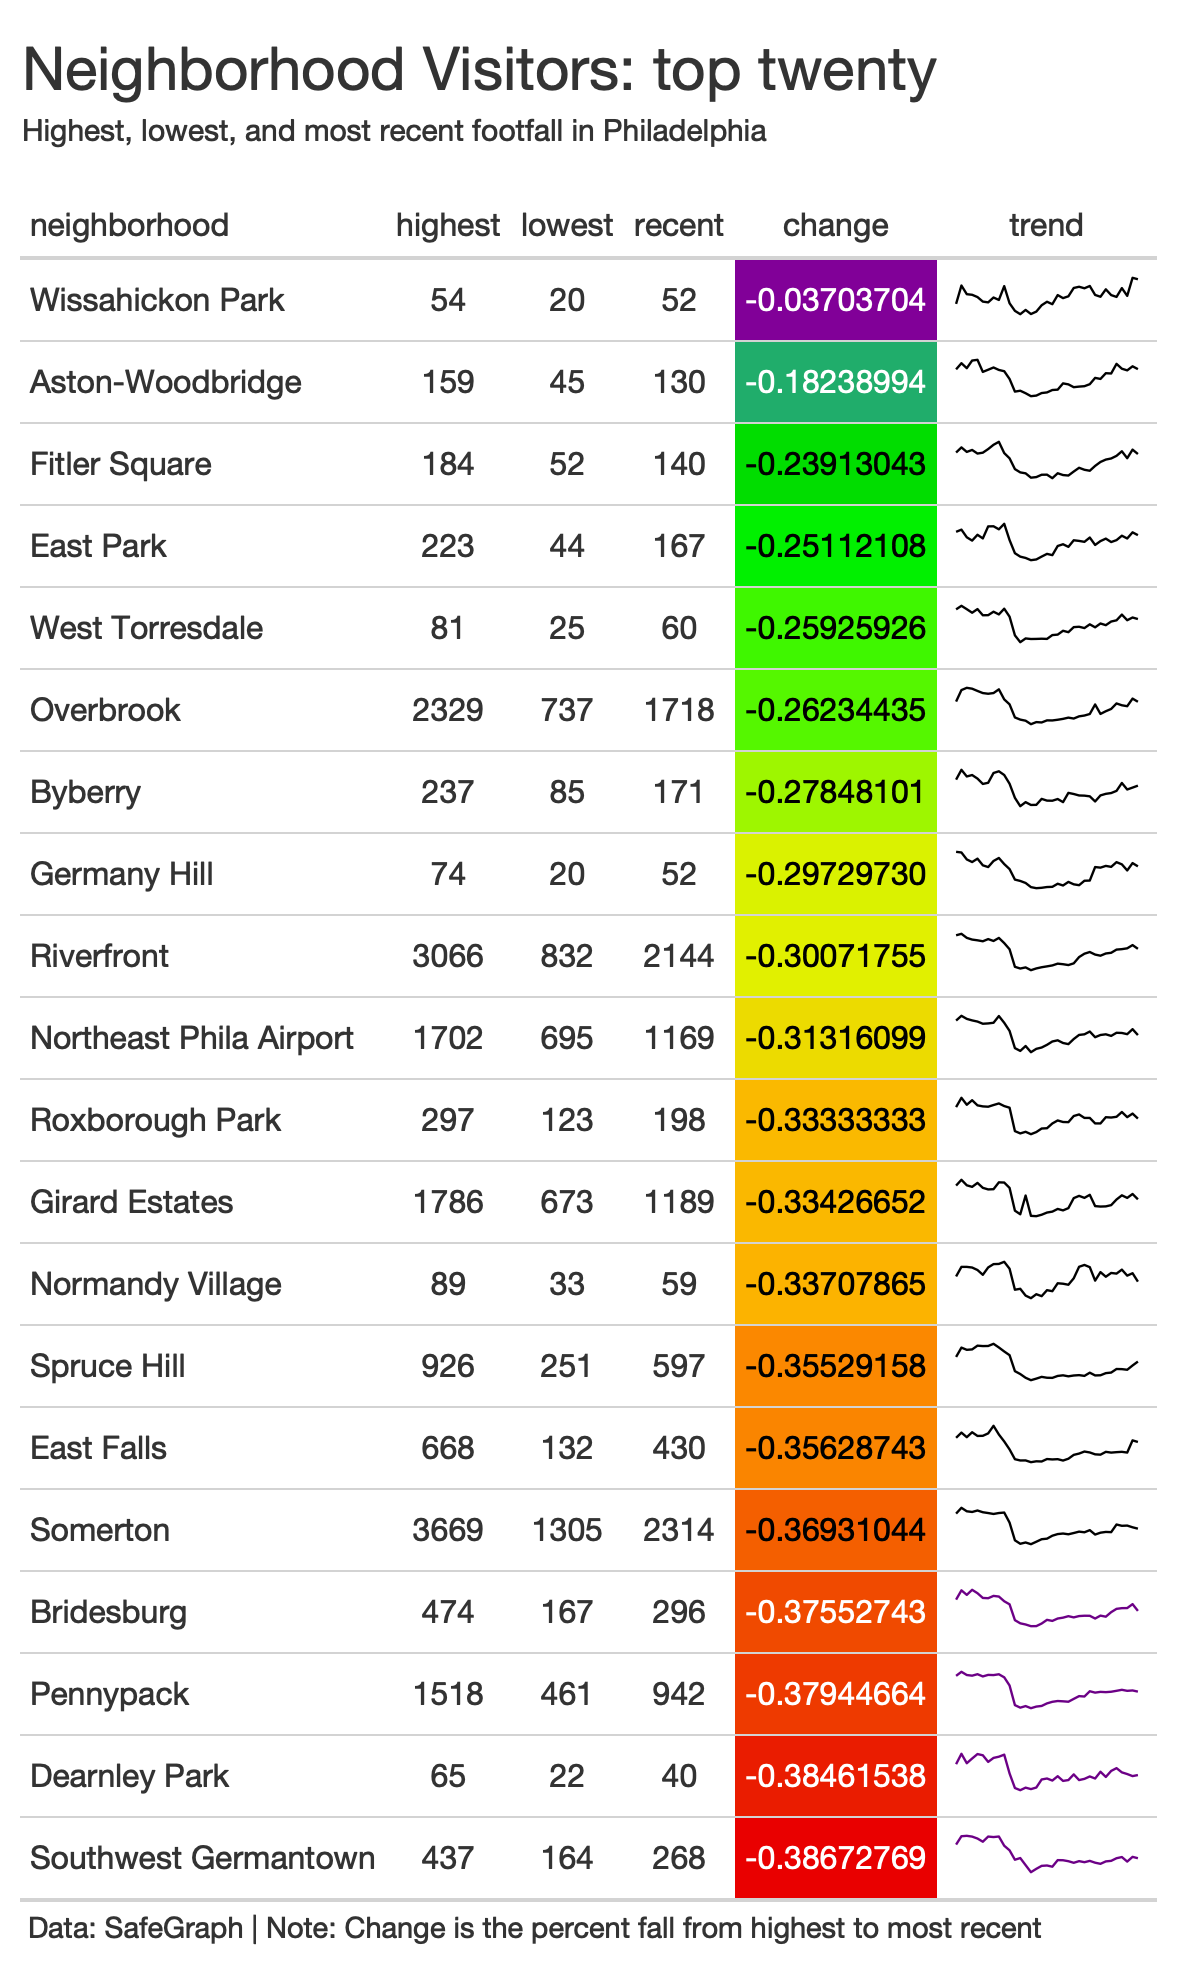 Neighborhood Visitors: top twenty
Highest, lowest, and most recent footfall in Philadelphia
neighborhood highest lowest recent change trend
Wissahickon Park 54 20 52 -0.03703704
Aston-Woodbridge 159 45 130 -0.18238994
Fitler Square 184 52 140 -0.23913043
East Park 223 44 167 -0.25112108
West Torresdale 81 25 60 -0.25925926
Overbrook 2329 737 1718 -0.26234435
Byberry 237 85 171 -0.27848101
Germany Hill 74 20 52 -0.29729730
Riverfront 3066 832 2144 -0.30071755
Northeast Phila Airport 1702 695 1169 -0.31316099
Roxborough Park 297 123 198 -0.33333333
Girard Estates 1786 673 1189 -0.33426652
Normandy Village 89 33 59 -0.33707865
Spruce Hill 926 251 597 -0.35529158
East Falls 668 132 430 -0.35628743
Somerton 3669 1305 2314 -0.36931044
Bridesburg 474 167 296 -0.37552743
Pennypack 1518 461 942 -0.37944664
Dearnley Park 65 22 40 -0.38461538
Southwest Germantown 437 164 268 -0.38672769
Data: SafeGraph | Note: Change is the percent fall from highest to most recent